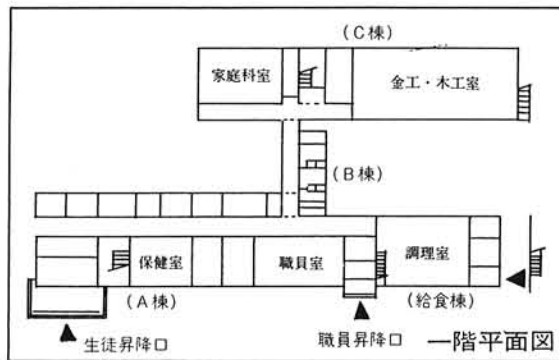 (C棟)
家庭科室
金工・木工室
(B棟)
保健室
職員室
調理室
(A棟)
(給食棟)
生徒昇降口
職員昇降口
一階平面図